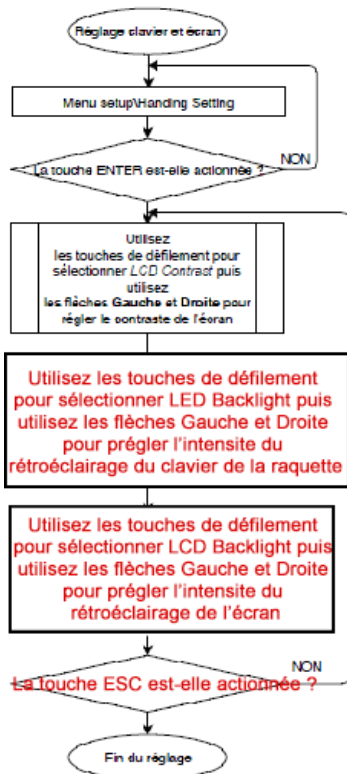 Réglage clavier et écran
Menu setup\Handing Setting
La touche ENTER est-elle actionnée ?
NON
Utilisez
les touches de défilement pour
sélectionner LCD Contrast puis
utilisez
les flèches Gauche et Droite pour
régler le contraste de l'écran
Utilisez les touches de défilement
pour sélectionner LED Backlight puis
utilisez les flèches Gauche et Droite
pour prégler l'intensite du
rétroéclairage du clavier de la raquette
Utilisez les touches de défilement
pour sélectionner LCD Backlight puis
utilisez les flèches Gauche et Droite
pour prégler l'intensite du
rétroéclairage de l'écran
NON
La touche ESC est-elle actionnée ?
Fin du réglage